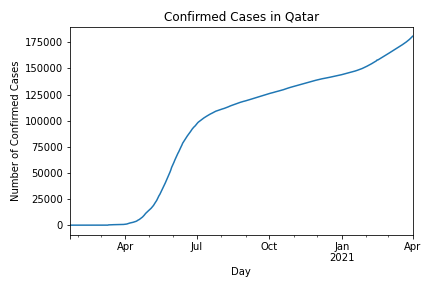 Confirmed Cases in Qatar
Number of Confirmed Cases
175000
150000
125000
100000
75000
50000
25000
0
Apr
Jul
Oct
Jan
2021
Apr
Day